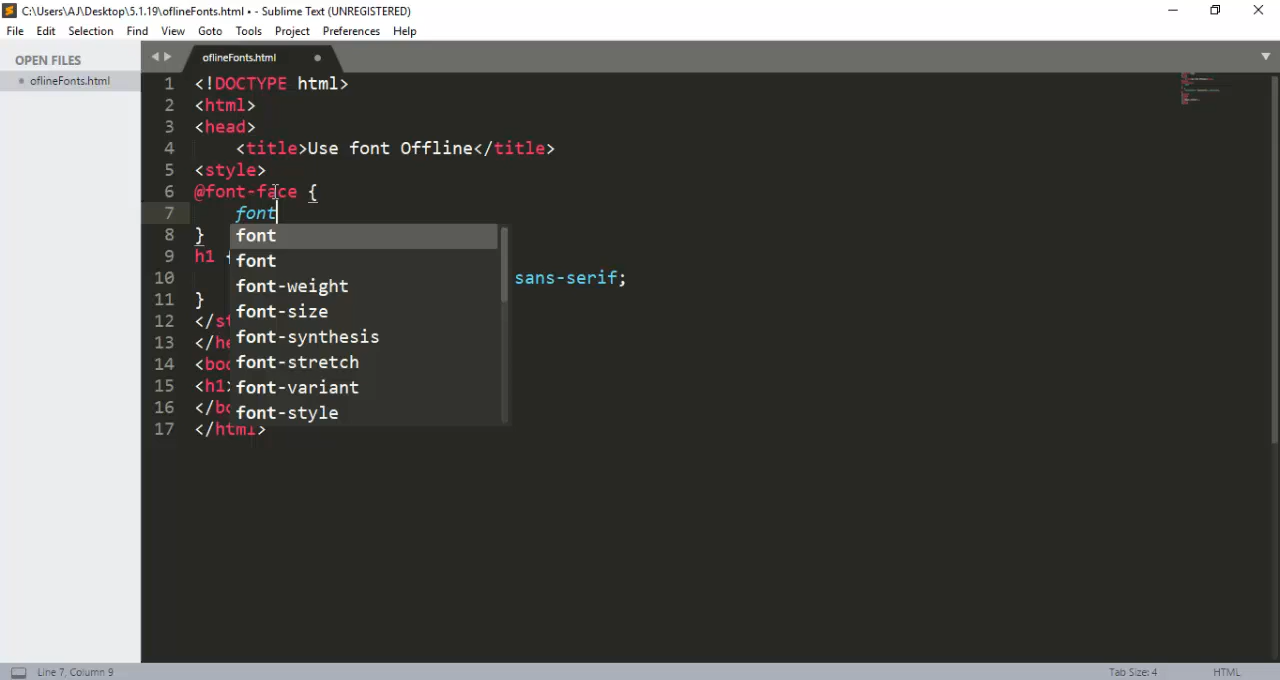 C:\Users\AJ\Desktop\5.1.19\oflineFonts.html • - Sublime Text (UNREGISTERED)
File Edit Selection Find View Goto Tools Project Preferences Help
OPEN FILES
oflineFonts.html
oflineFonts.html
1 <!DOCTYPE html>
2 <html>
3 <head>
4 <title>Use font Offline</title>
5 <style>
6 @font-face {
7 font
8 }
9 h1
10 sans-serif;
11 }
12 </st
13 </he
14 <boo
15 <h1>
16 </bo
17 </html>
font
font
font-weight
font-size
font-synthesis
font-stretch
font-variant
font-style
Line 7, Column 9
Tab Size: 4
HTML